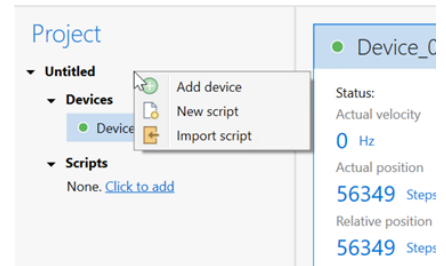 Project
Untitled
Devices
Device
Scripts
None. Click to add
Add device
New script
Import script
Device_0
Status:
Actual velocity
0 Hz
Actual position
56349 Steps
Relative position
56349 Steps